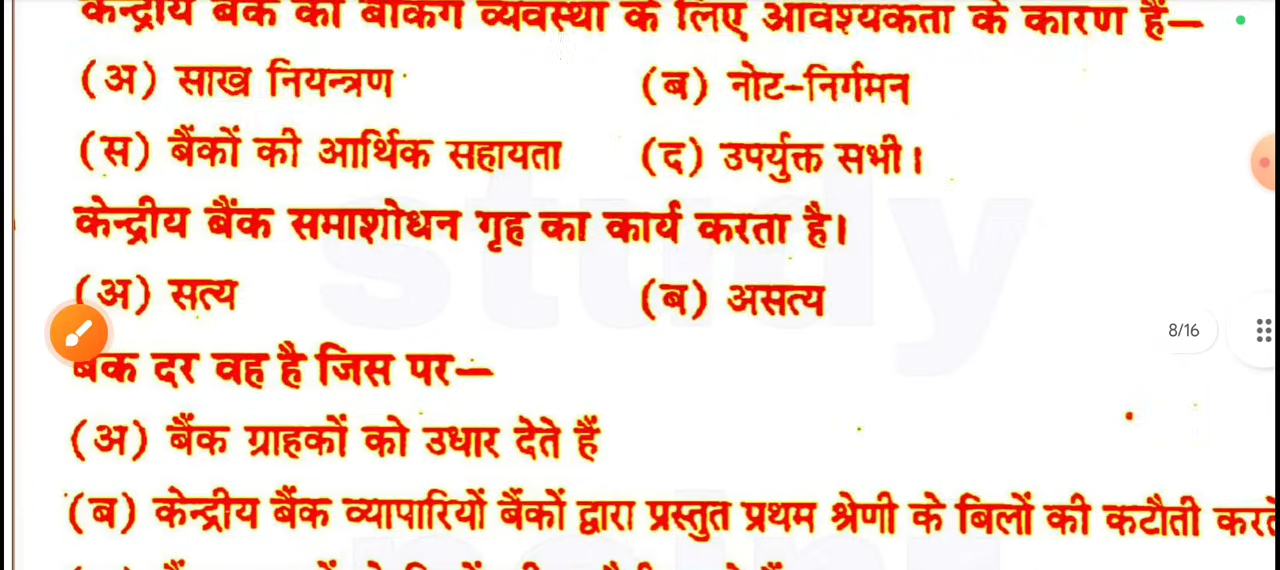 केन्द्रीय बैंक की बैंकिंग व्यवस्था के लिए आवश्यकता के कारण हैं—
(अ) साख नियन्त्रण (ब) नोट-निर्गमन
(स) बैंकों की आर्थिक सहायता (द) उपर्युक्त सभी।
केन्द्रीय बैंक समाशोधन गृह का कार्य करता है।
(अ) सत्य (ब) असत्य
8/16
बैंक दर वह है जिस पर—
(अ) बैंक ग्राहकों को उधार देते हैं
(ब) केन्द्रीय बैंक व्यापारियों बैंकों द्वारा प्रस्तुत प्रथम श्रेणी के बिलों की कटौती करते
study